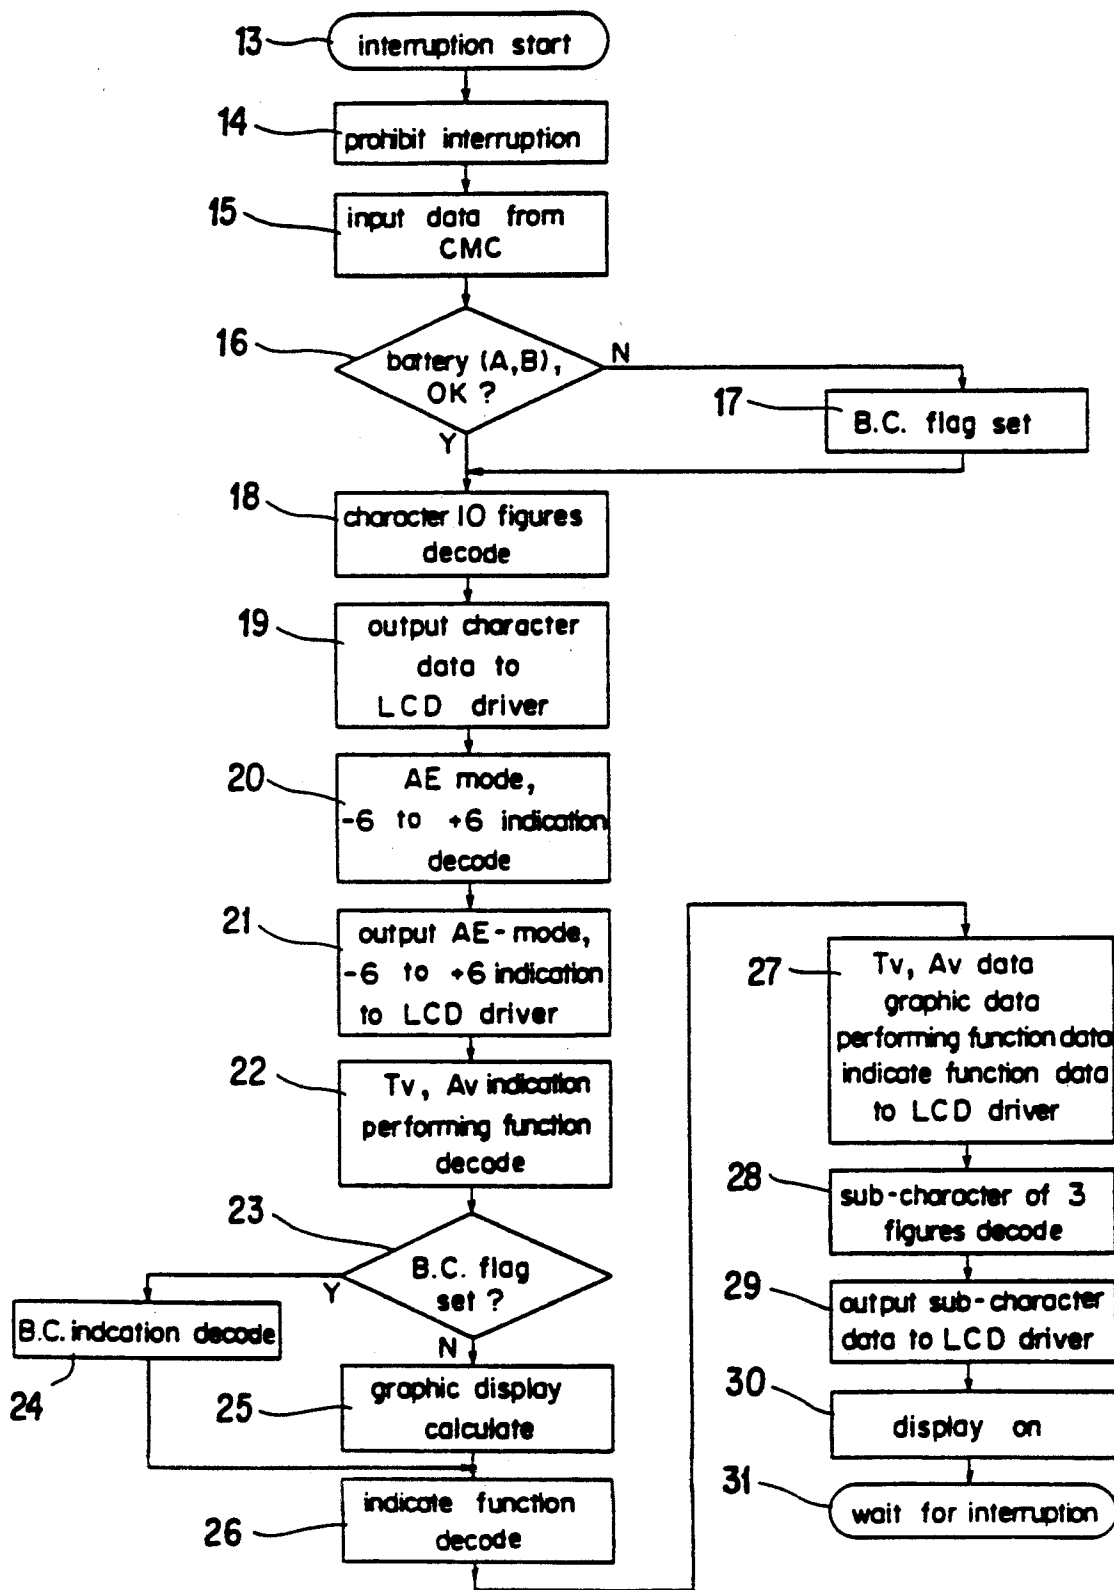 13
interruption start
14
prohibit interruption
15
input data from
CMC
16
battery (A,B),
OK ?
N
Y
17
B.C. flag set
18
character 10 figures
decode
19
output character
data to
LCD driver
20
AE mode,
-6 to +6 indication
decode
21
output AE-mode,
-6 to +6 indication
to LCD driver
22
Tv, Av indication
performing function
decode
23
B.C. flag
set ?
Y
N
B.C. indcation decode
24
25
graphic display
calculate
26
indicate function
decode
27
Tv, Av data
graphic data
performing function data
indicate function data
to LCD driver
28
sub-character of 3
figures decode
29
output sub-character
data to LCD driver
30
display on
31
wait for interruption